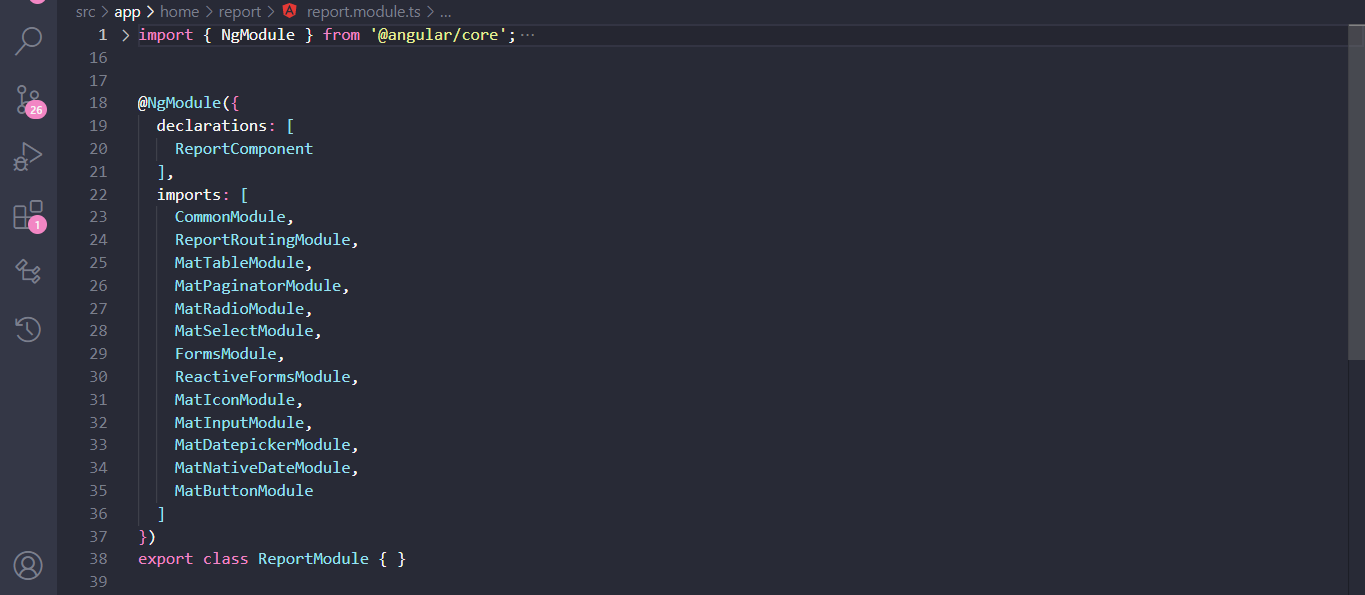 src > app > home > report > report.module.ts > ...
1 > import { NgModule } from '@angular/core'; ···
16
17
18 @NgModule({
19 declarations: [
20 ReportComponent
21 ],
22 imports: [
23 CommonModule,
24 ReportRoutingModule,
25 MatTableModule,
26 MatPaginatorModule,
27 MatRadioModule,
28 MatSelectModule,
29 FormsModule,
30 ReactiveFormsModule,
31 MatIconModule,
32 MatInputModule,
33 MatDatepickerModule,
34 MatNativeDateModule,
35 MatButtonModule
36 ]
37 })
38 export class ReportModule { }
39
26
1